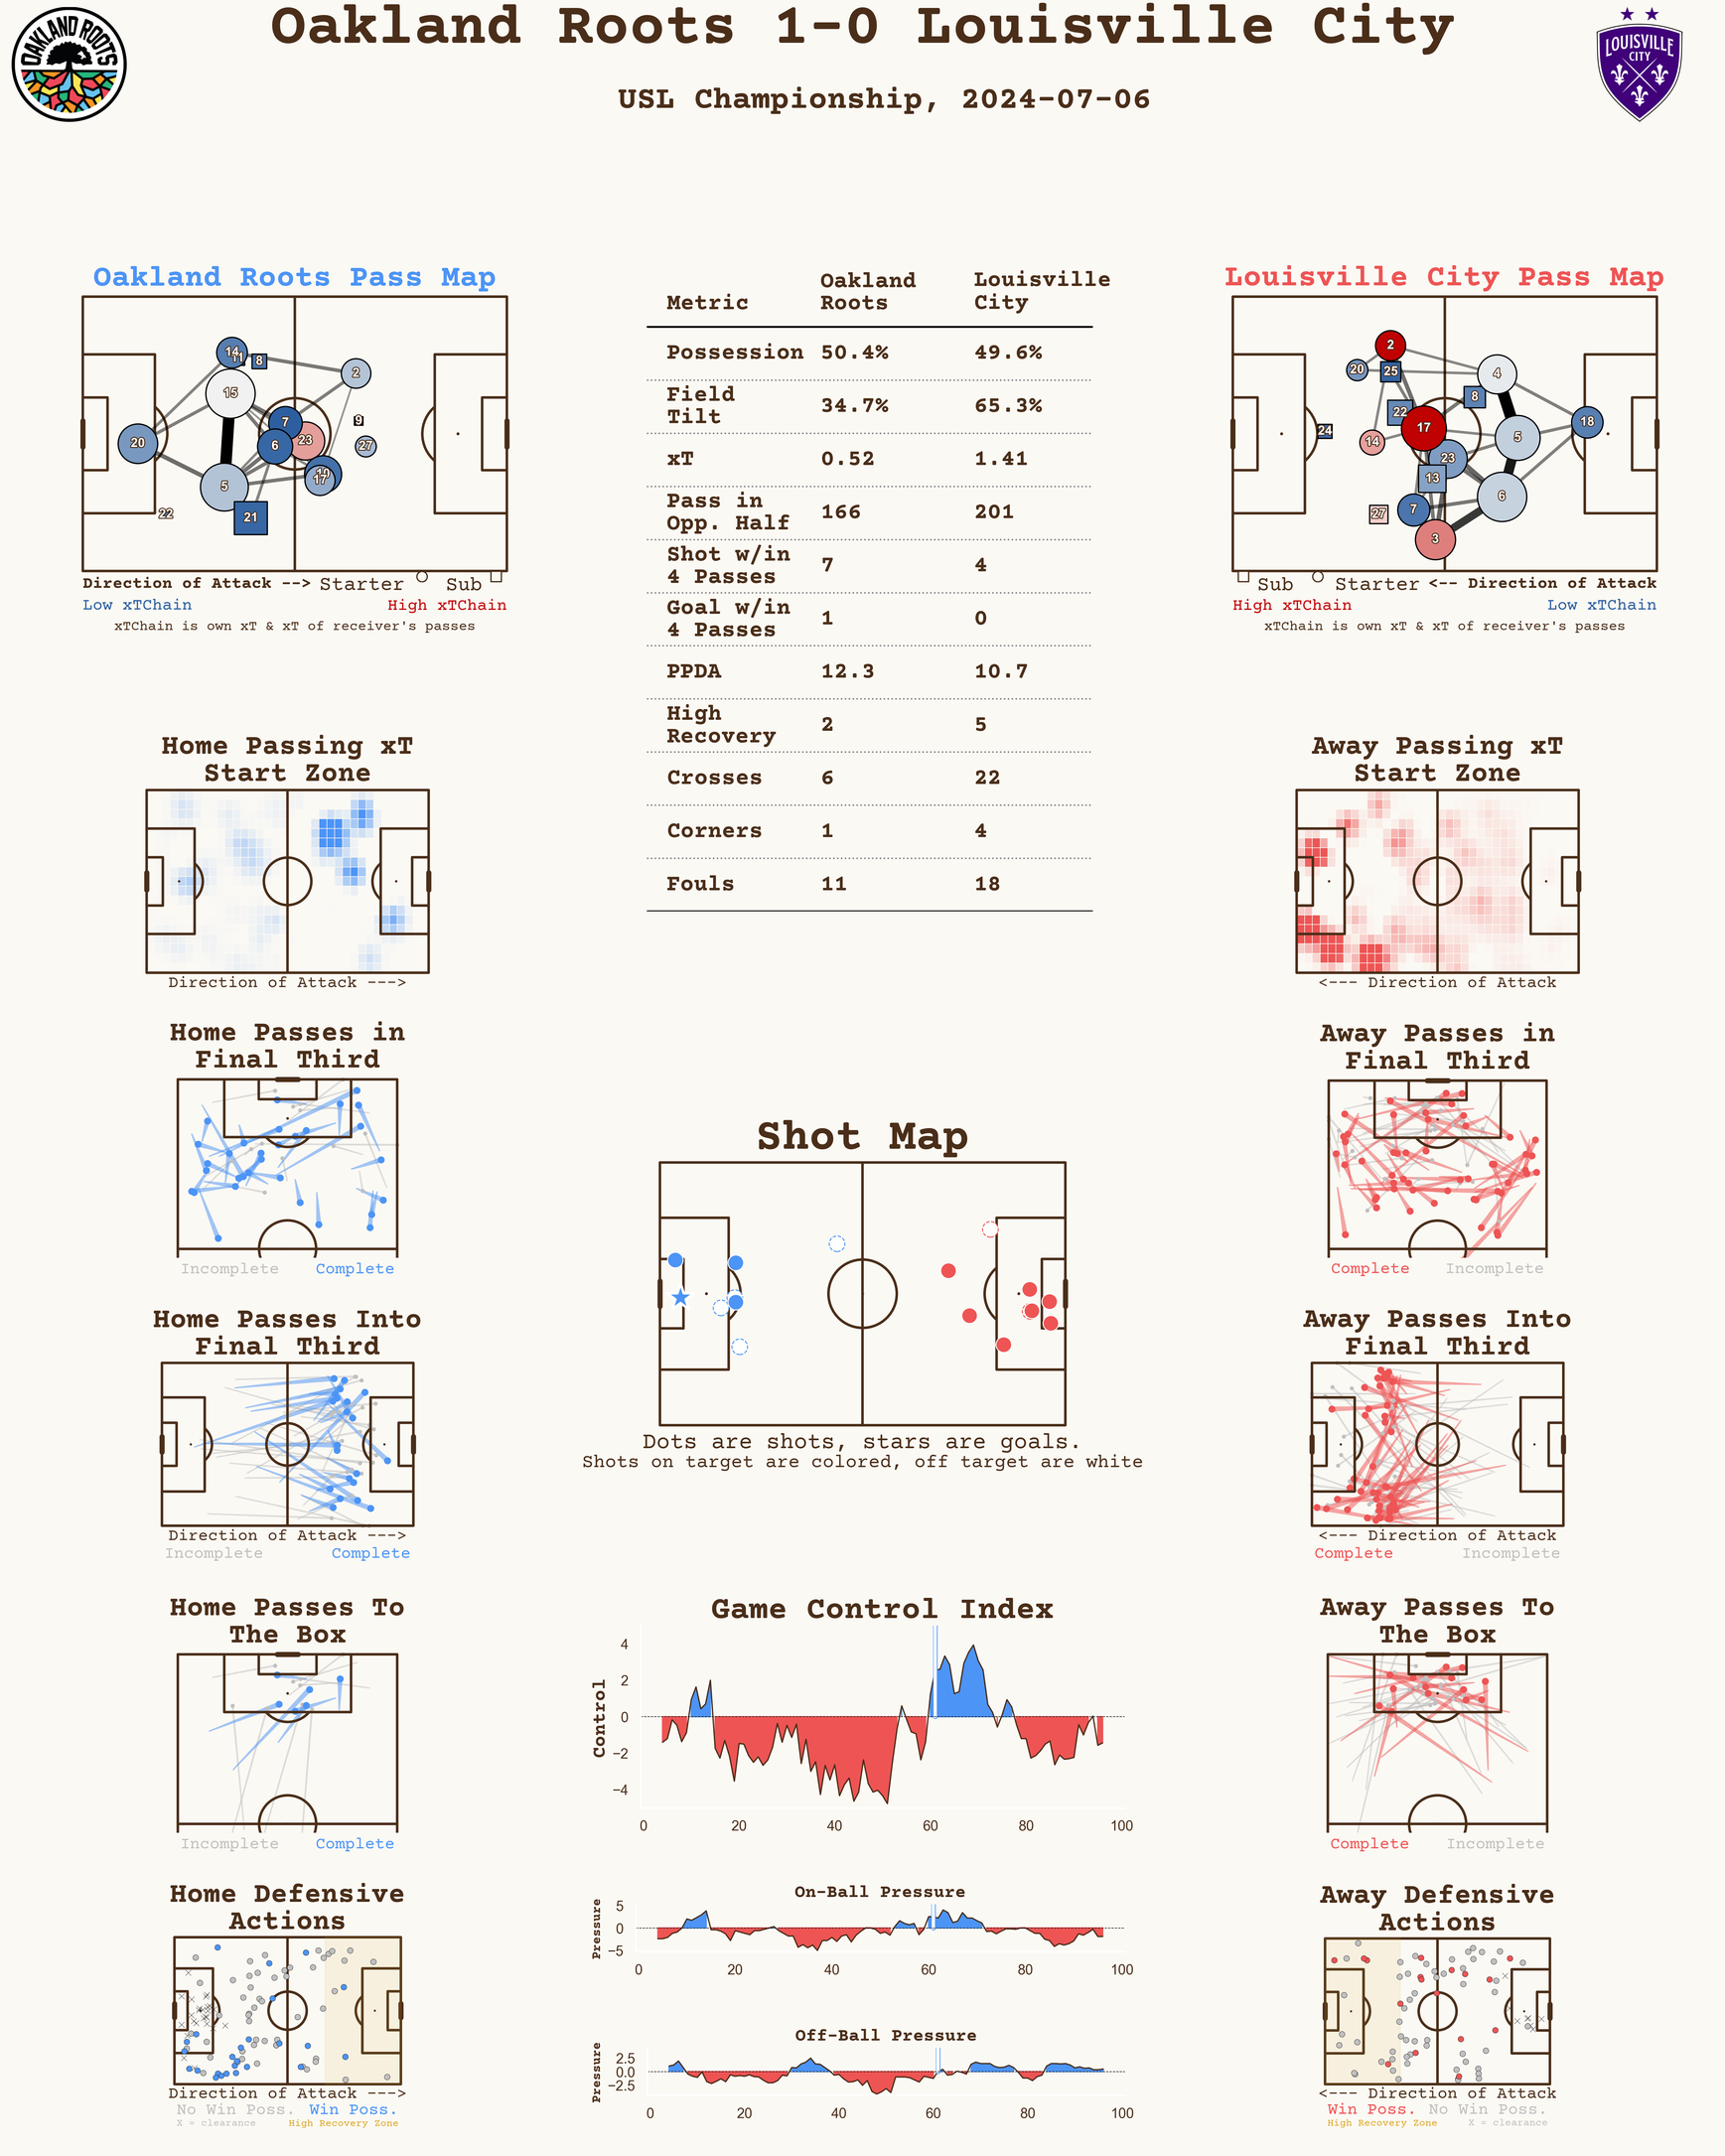 Oakland Roots 1-0 Louisville City
USL Championship, 2024-07-06
OAKLAND ROOTS
LOUISVILLE
CITY
Oakland Roots Pass Map
14
11
8
2
15
7
9
20
6
23
27
5
17
22
21
Direction of Attack --> Starter Sub
Low xTChain High xTChain
xTChain is own xT & xT of receiver's passes
Metric Oakland Roots Louisville City
Possession 50.4% 49.6%
Field Tilt 34.7% 65.3%
xT 0.52 1.41
Pass in Opp. Half 166 201
Shot w/in 4 Passes 7 4
Goal w/in 4 Passes 1 0
PPDA 12.3 10.7
High Recovery 2 5
Crosses 6 22
Corners 1 4
Fouls 11 18
Louisville City Pass Map
2
20
25
4
8
22
17
24
14
18
5
23
13
6
7
27
3
Sub Starter <-- Direction of Attack
High xTChain Low xTChain
xTChain is own xT & xT of receiver's passes
Home Passing xT
Start Zone
Direction of Attack --->
Away Passing xT
Start Zone
<--- Direction of Attack
Home Passes in
Final Third
Incomplete Complete
Away Passes in
Final Third
Complete Incomplete
Shot Map
Dots are shots, stars are goals.
Shots on target are colored, off target are white
Home Passes Into
Final Third
Direction of Attack --->
Incomplete Complete
Away Passes Into
Final Third
<--- Direction of Attack
Complete Incomplete
Home Passes To
The Box
Incomplete Complete
Game Control Index
Control
4
2
0
−2
−4
0 20 40 60 80 100
Away Passes To
The Box
Complete Incomplete
Home Defensive
Actions
Direction of Attack --->
No Win Poss. Win Poss.
X = clearance High Recovery Zone
On-Ball Pressure
Pressure
5
0
−5
0 20 40 60 80 100
Off-Ball Pressure
Pressure
2.5
0.0
−2.5
0 20 40 60 80 100
Away Defensive
Actions
<--- Direction of Attack
Win Poss. No Win Poss.
High Recovery Zone X = clearance